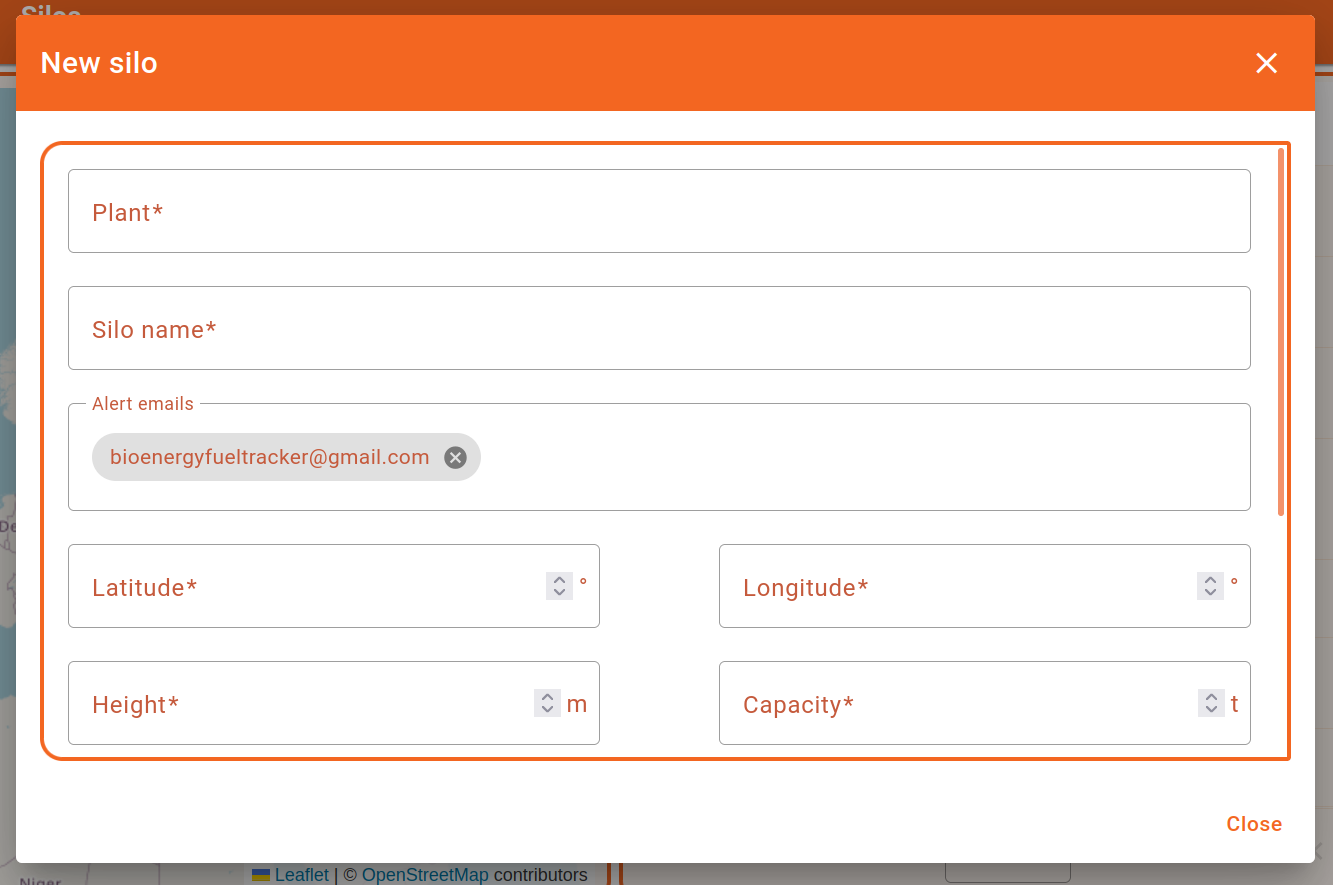 Silos
New silo
Plant*
Silo name*
Alert emails
bioenergyfueltracker@gmail.com
Latitude* °
Longitude* °
Height* m
Capacity* t
Close
Leaflet | © OpenStreetMap contributors
Niger